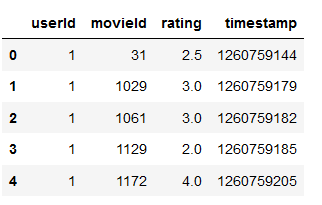 userId movieId rating timestamp
0 1 31 2.5 1260759144
1 1 1029 3.0 1260759179
2 1 1061 3.0 1260759182
3 1 1129 2.0 1260759185
4 1 1172 4.0 1260759205